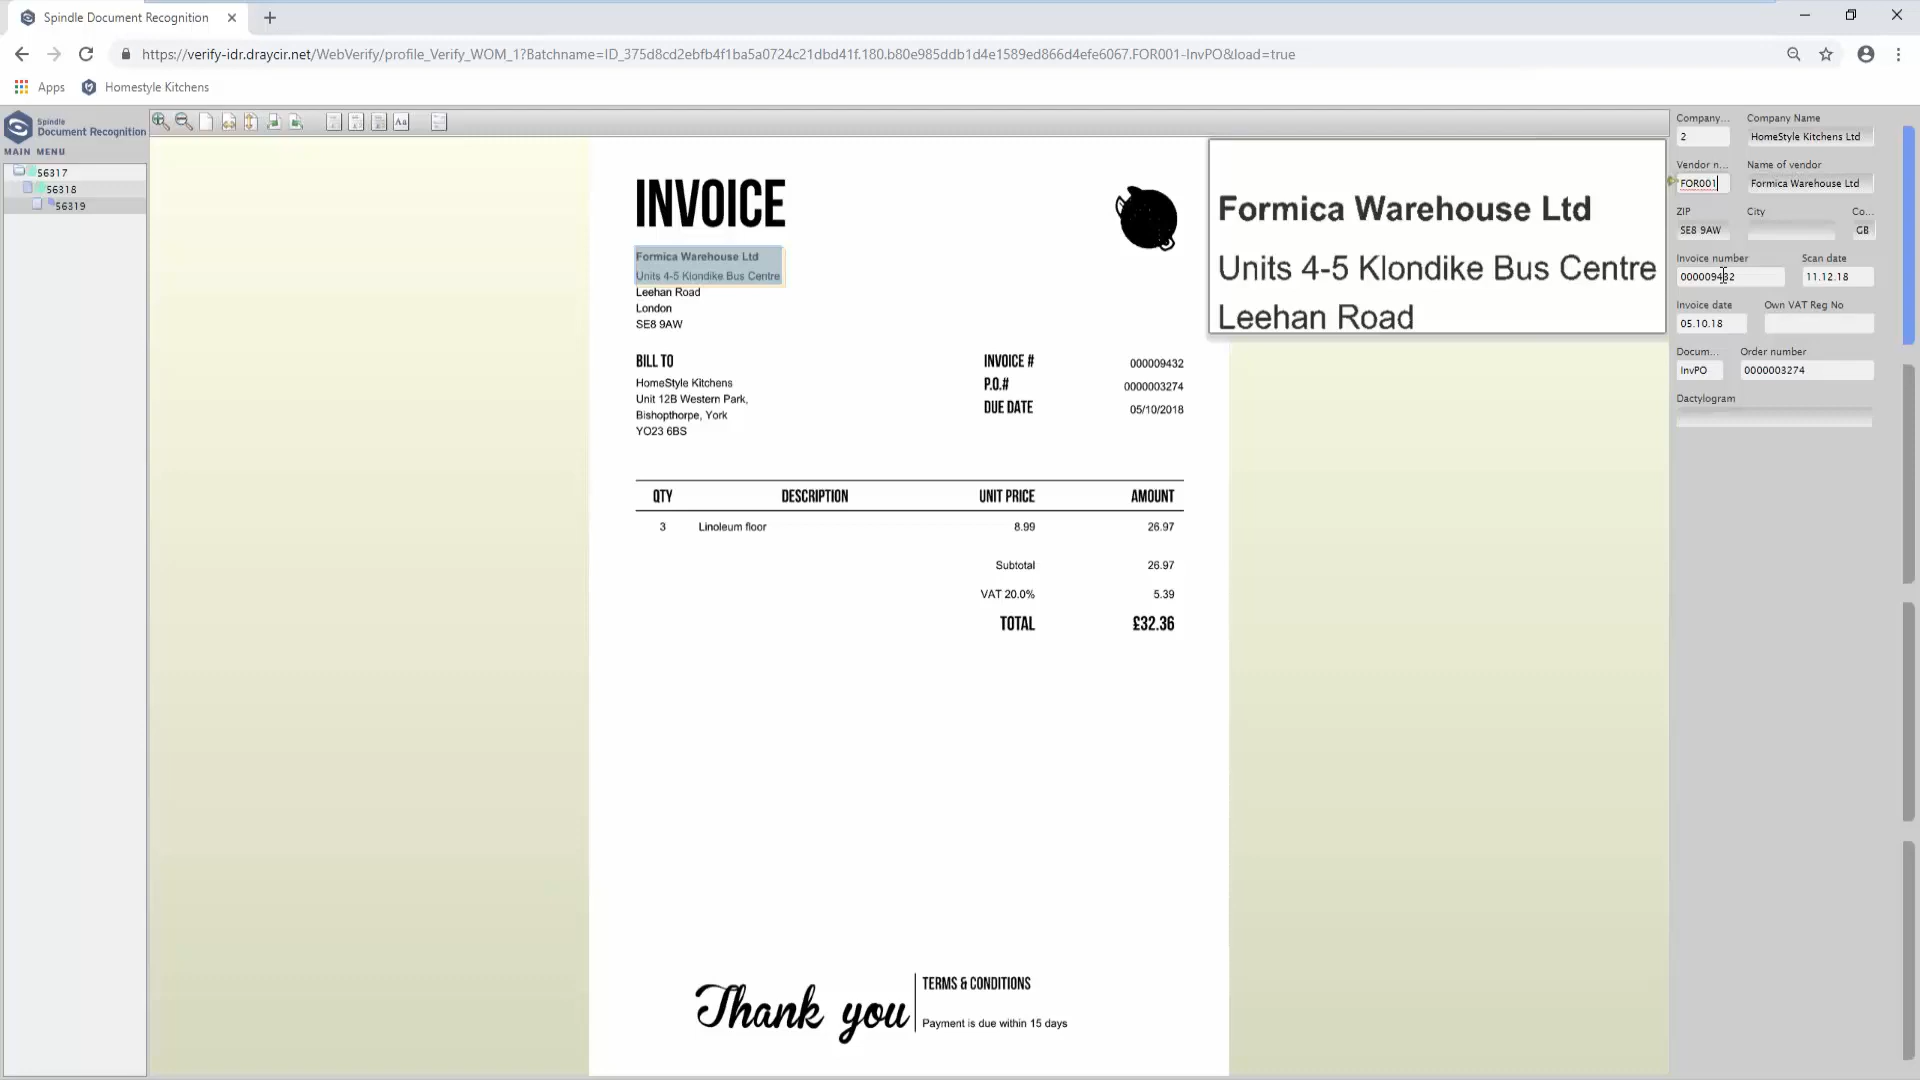 Spindle Document Recognition
https://verify-idr.draycir.net/WebVerify/profile_Verify_WOM_1?Batchname=ID_375d8cd2ebfb4f1ba5a0724c21dbd41f.180.b80e985ddb1d4e1589ed866d4efe6067.FOR001-InvPO&load=true
Apps Homestyle Kitchens
Spindle
Document Recognition
MAIN MENU
56317
56318
56319
Aa
INVOICE
Formica Warehouse Ltd
Units 4-5 Klondike Bus Centre
Leehan Road
London
SE8 9AW
BILL TO
HomeStyle Kitchens
Unit 12B Western Park,
Bishopthorpe, York
YO23 6BS
INVOICE # 000009432
P.O.# 0000003274
DUE DATE 05/10/2018
QTY DESCRIPTION UNIT PRICE AMOUNT
3 Linoleum floor 8.99 26.97
Subtotal 26.97
VAT 20.0% 5.39
TOTAL £32.36
Thank you
TERMS & CONDITIONS
Payment is due within 15 days
Formica Warehouse Ltd
Units 4-5 Klondike Bus Centre
Leehan Road
Company... Company Name
2 HomeStyle Kitchens Ltd
Vendor n... Name of vendor
FOR001 Formica Warehouse Ltd
ZIP City Co...
SE8 9AW GB
Invoice number Scan date
000009432 11.12.18
Invoice date Own VAT Reg No
05.10.18
Docum... Order number
InvPO 0000003274
Dactylogram